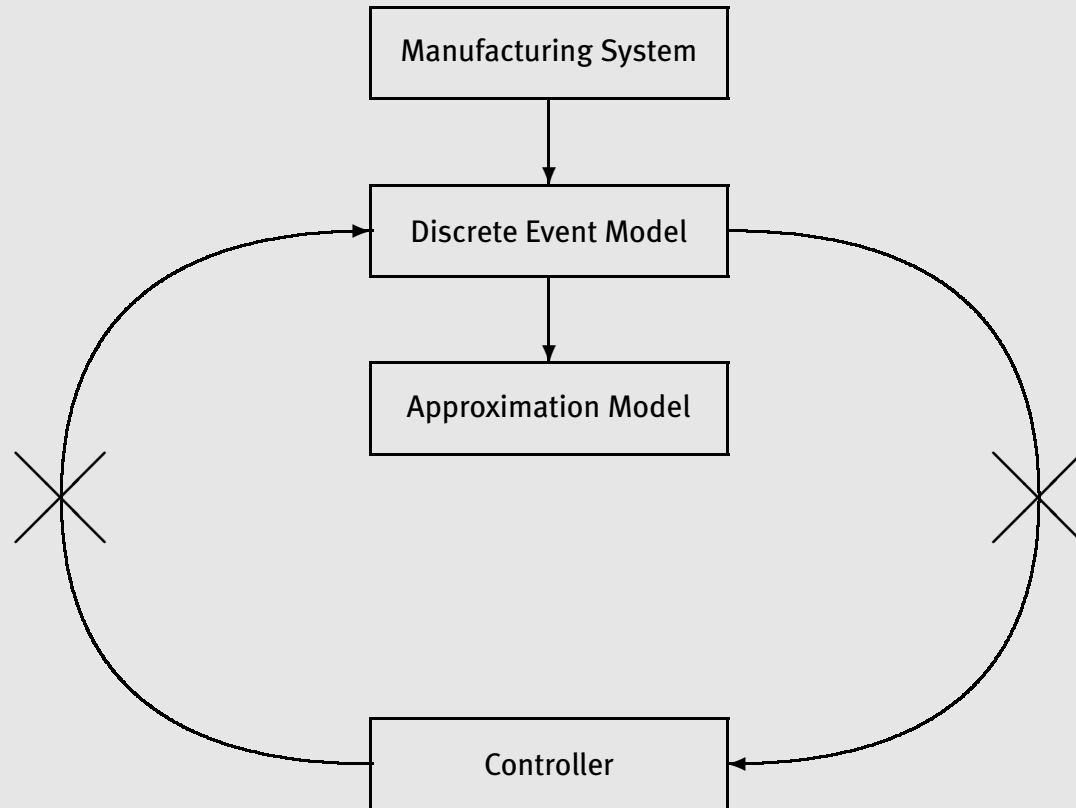 Manufacturing System
Discrete Event Model
Approximation Model
Controller